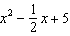 x² − 1/2 x + 5